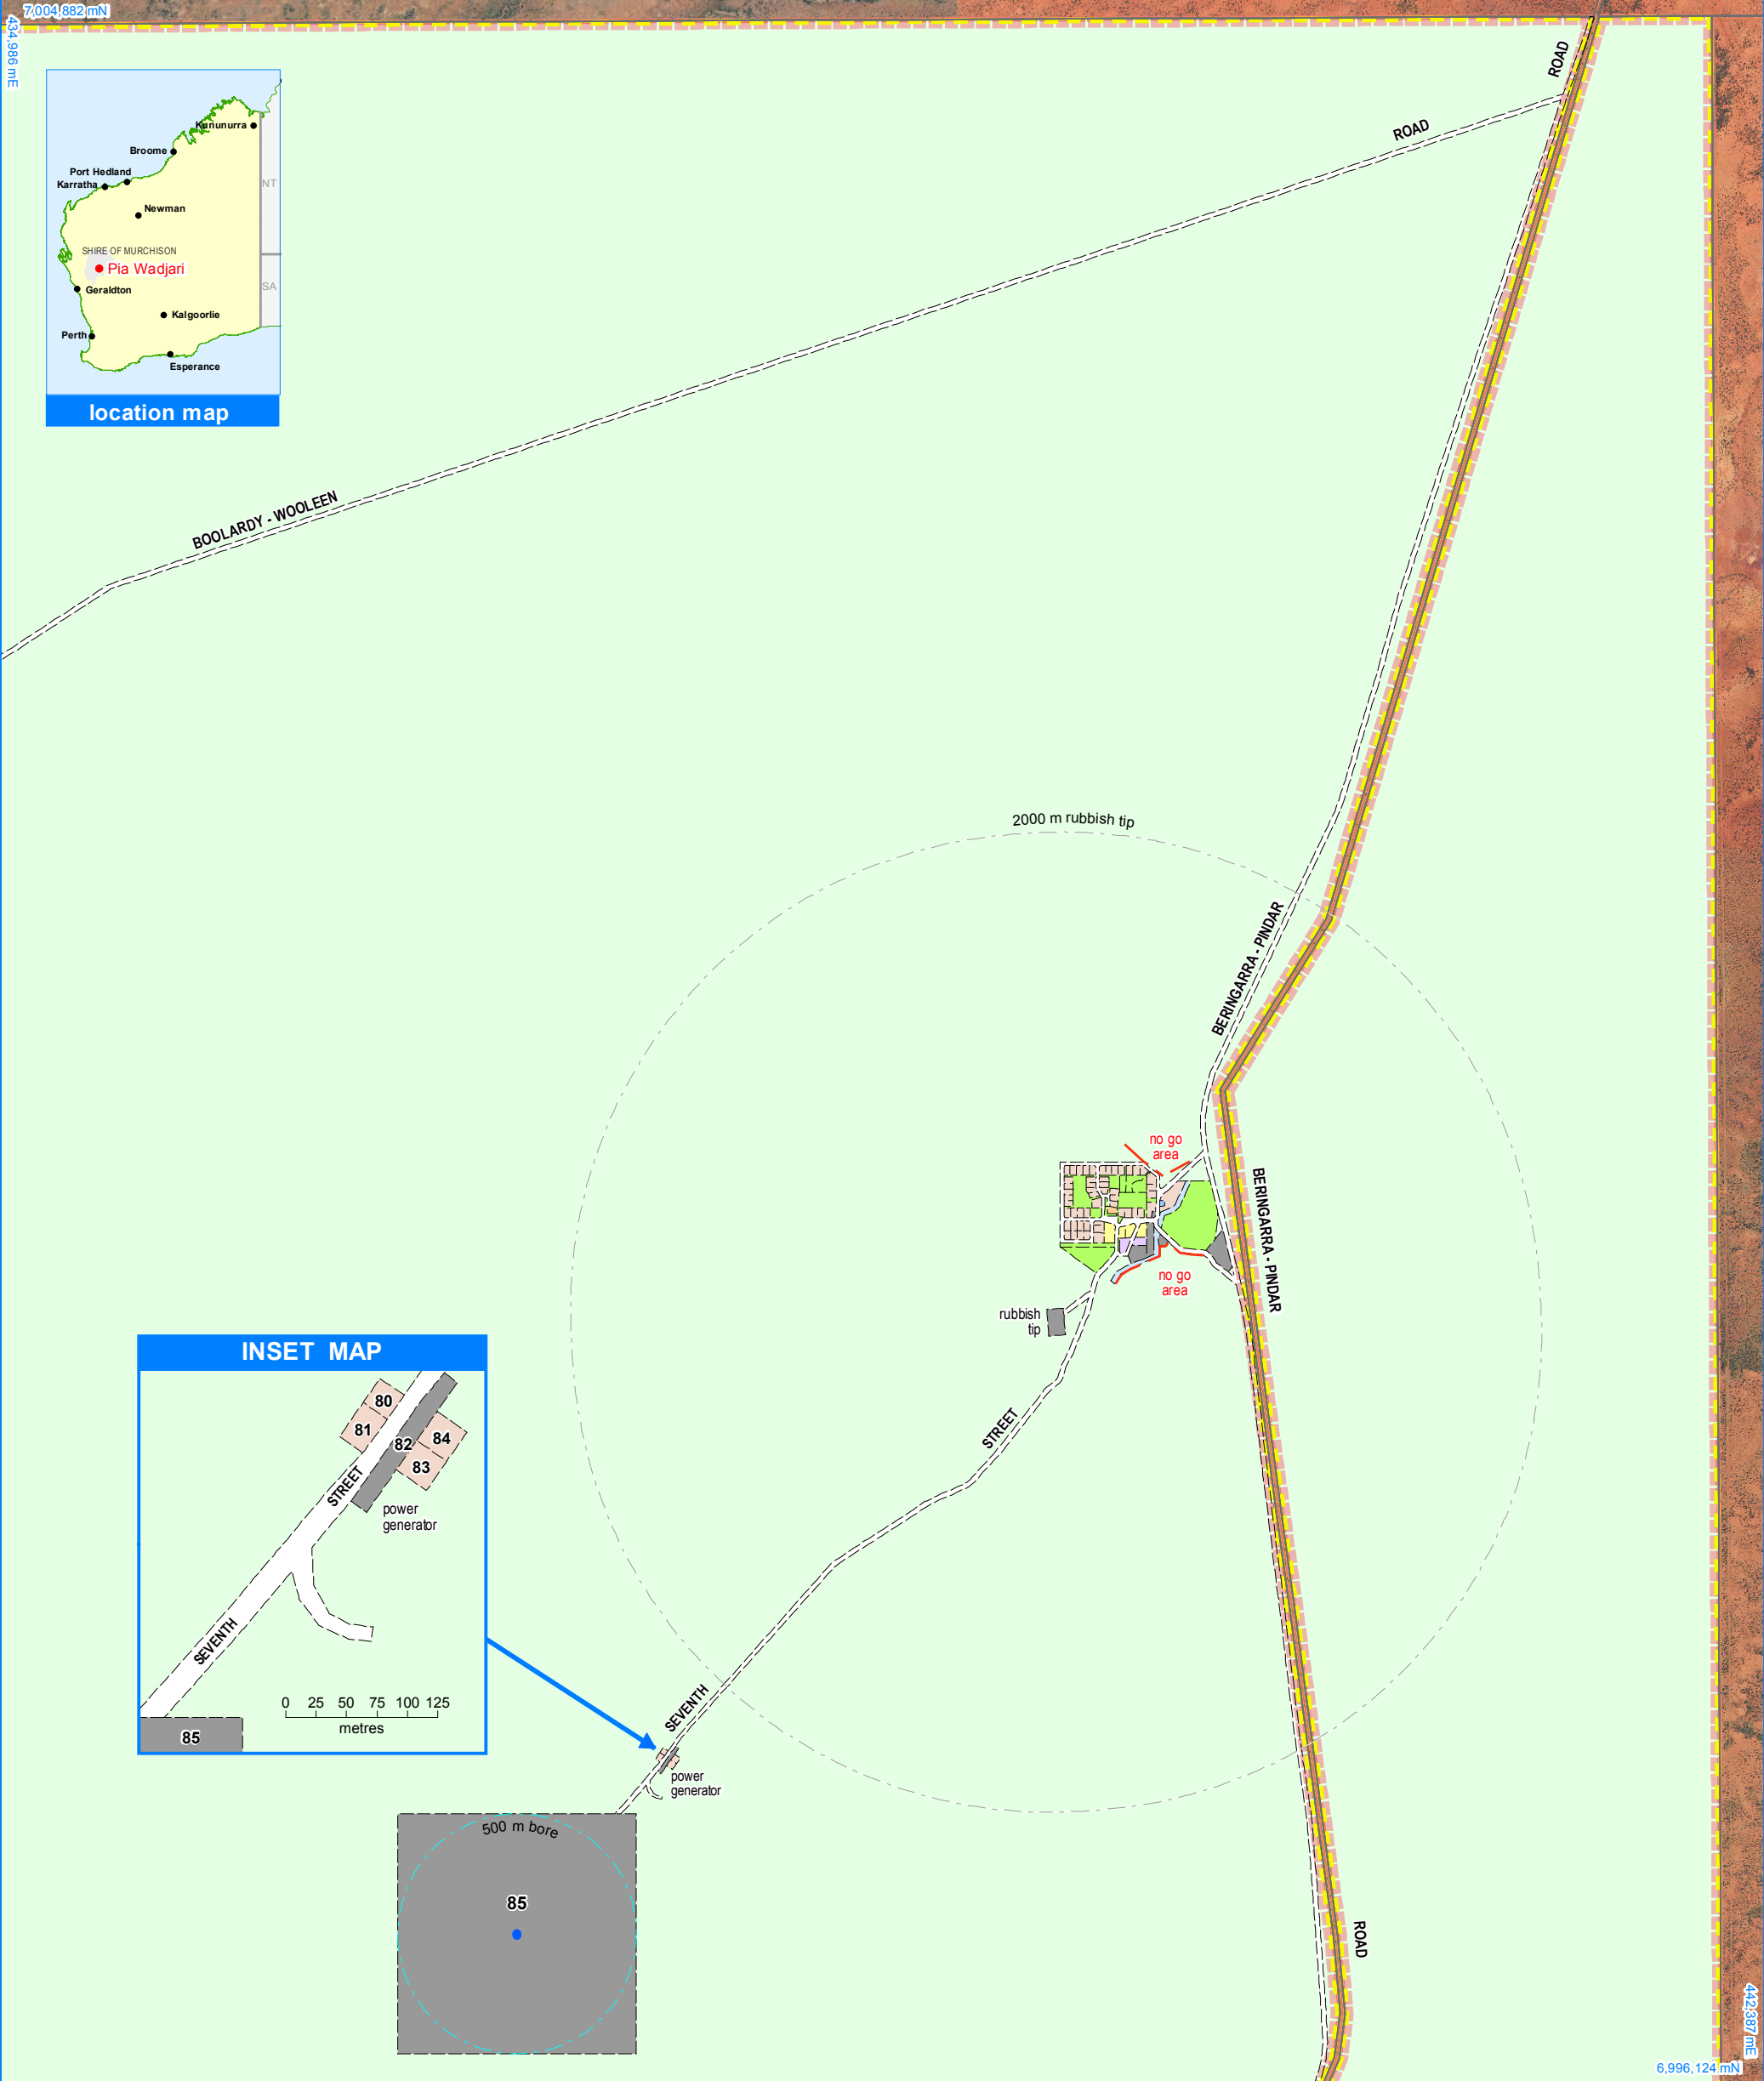 7,004,882 mN
434,986 mE
ROAD
ROAD
Kununurra
Broome
Port Hedland
Karratha
NT
Newman
SHIRE OF MURCHISON
Pia Wadjari
SA
Geraldton
Kalgoorlie
Perth
Esperance
location map
BOOLARDY - WOOLEEN
2000 m rubbish tip
BERINGARRA - PINDAR
no go
area
BERINGARRA - PINDAR
no go
area
rubbish
tip
INSET MAP
80
81
82
84
83
STREET
power
generator
SEVENTH
0 25 50 75 100 125
metres
85
STREET
SEVENTH
power
generator
500 m bore
85
ROAD
442,387 mE
6,996,124 mN